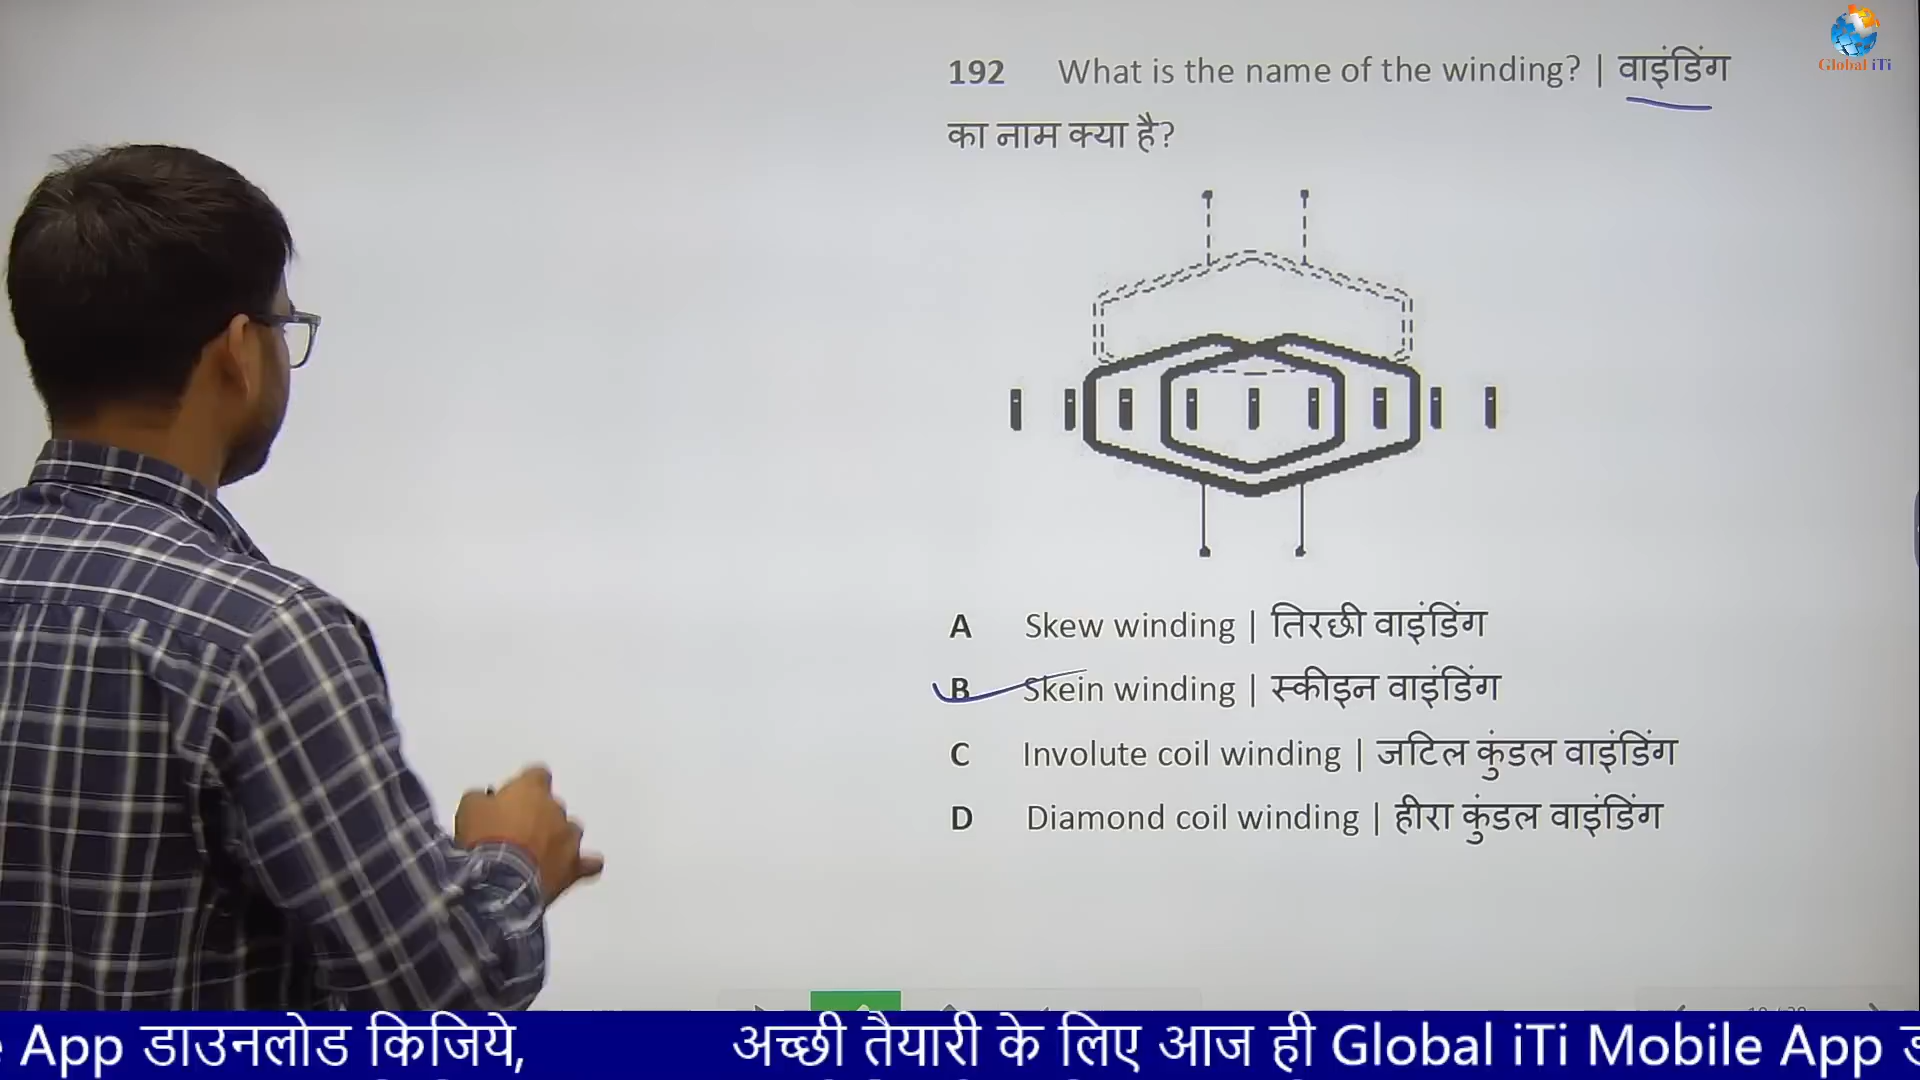 Global iTi
192 What is the name of the winding? | वाइंडिंग
का नाम क्या है?
A Skew winding | तिरछी वाइंडिंग
B Skein winding | स्कीइन वाइंडिंग
C Involute coil winding | जटिल कुंडल वाइंडिंग
D Diamond coil winding | हीरा कुंडल वाइंडिंग
App डाउनलोड किजिये, अच्छी तैयारी के लिए आज ही Global iTi Mobile App